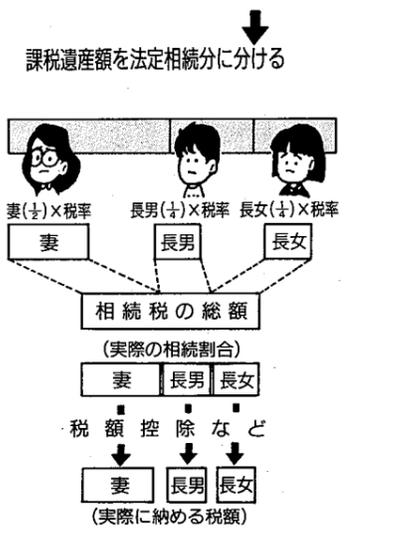 課税遺産額を法定相続分に分ける
妻(1/2)×税率 長男(1/4)×税率 長女(1/4)×税率
妻 長男 長女
相続税の総額
(実際の相続割合)
妻 長男 長女
税額控除など
妻 長男 長女
(実際に納める税額)